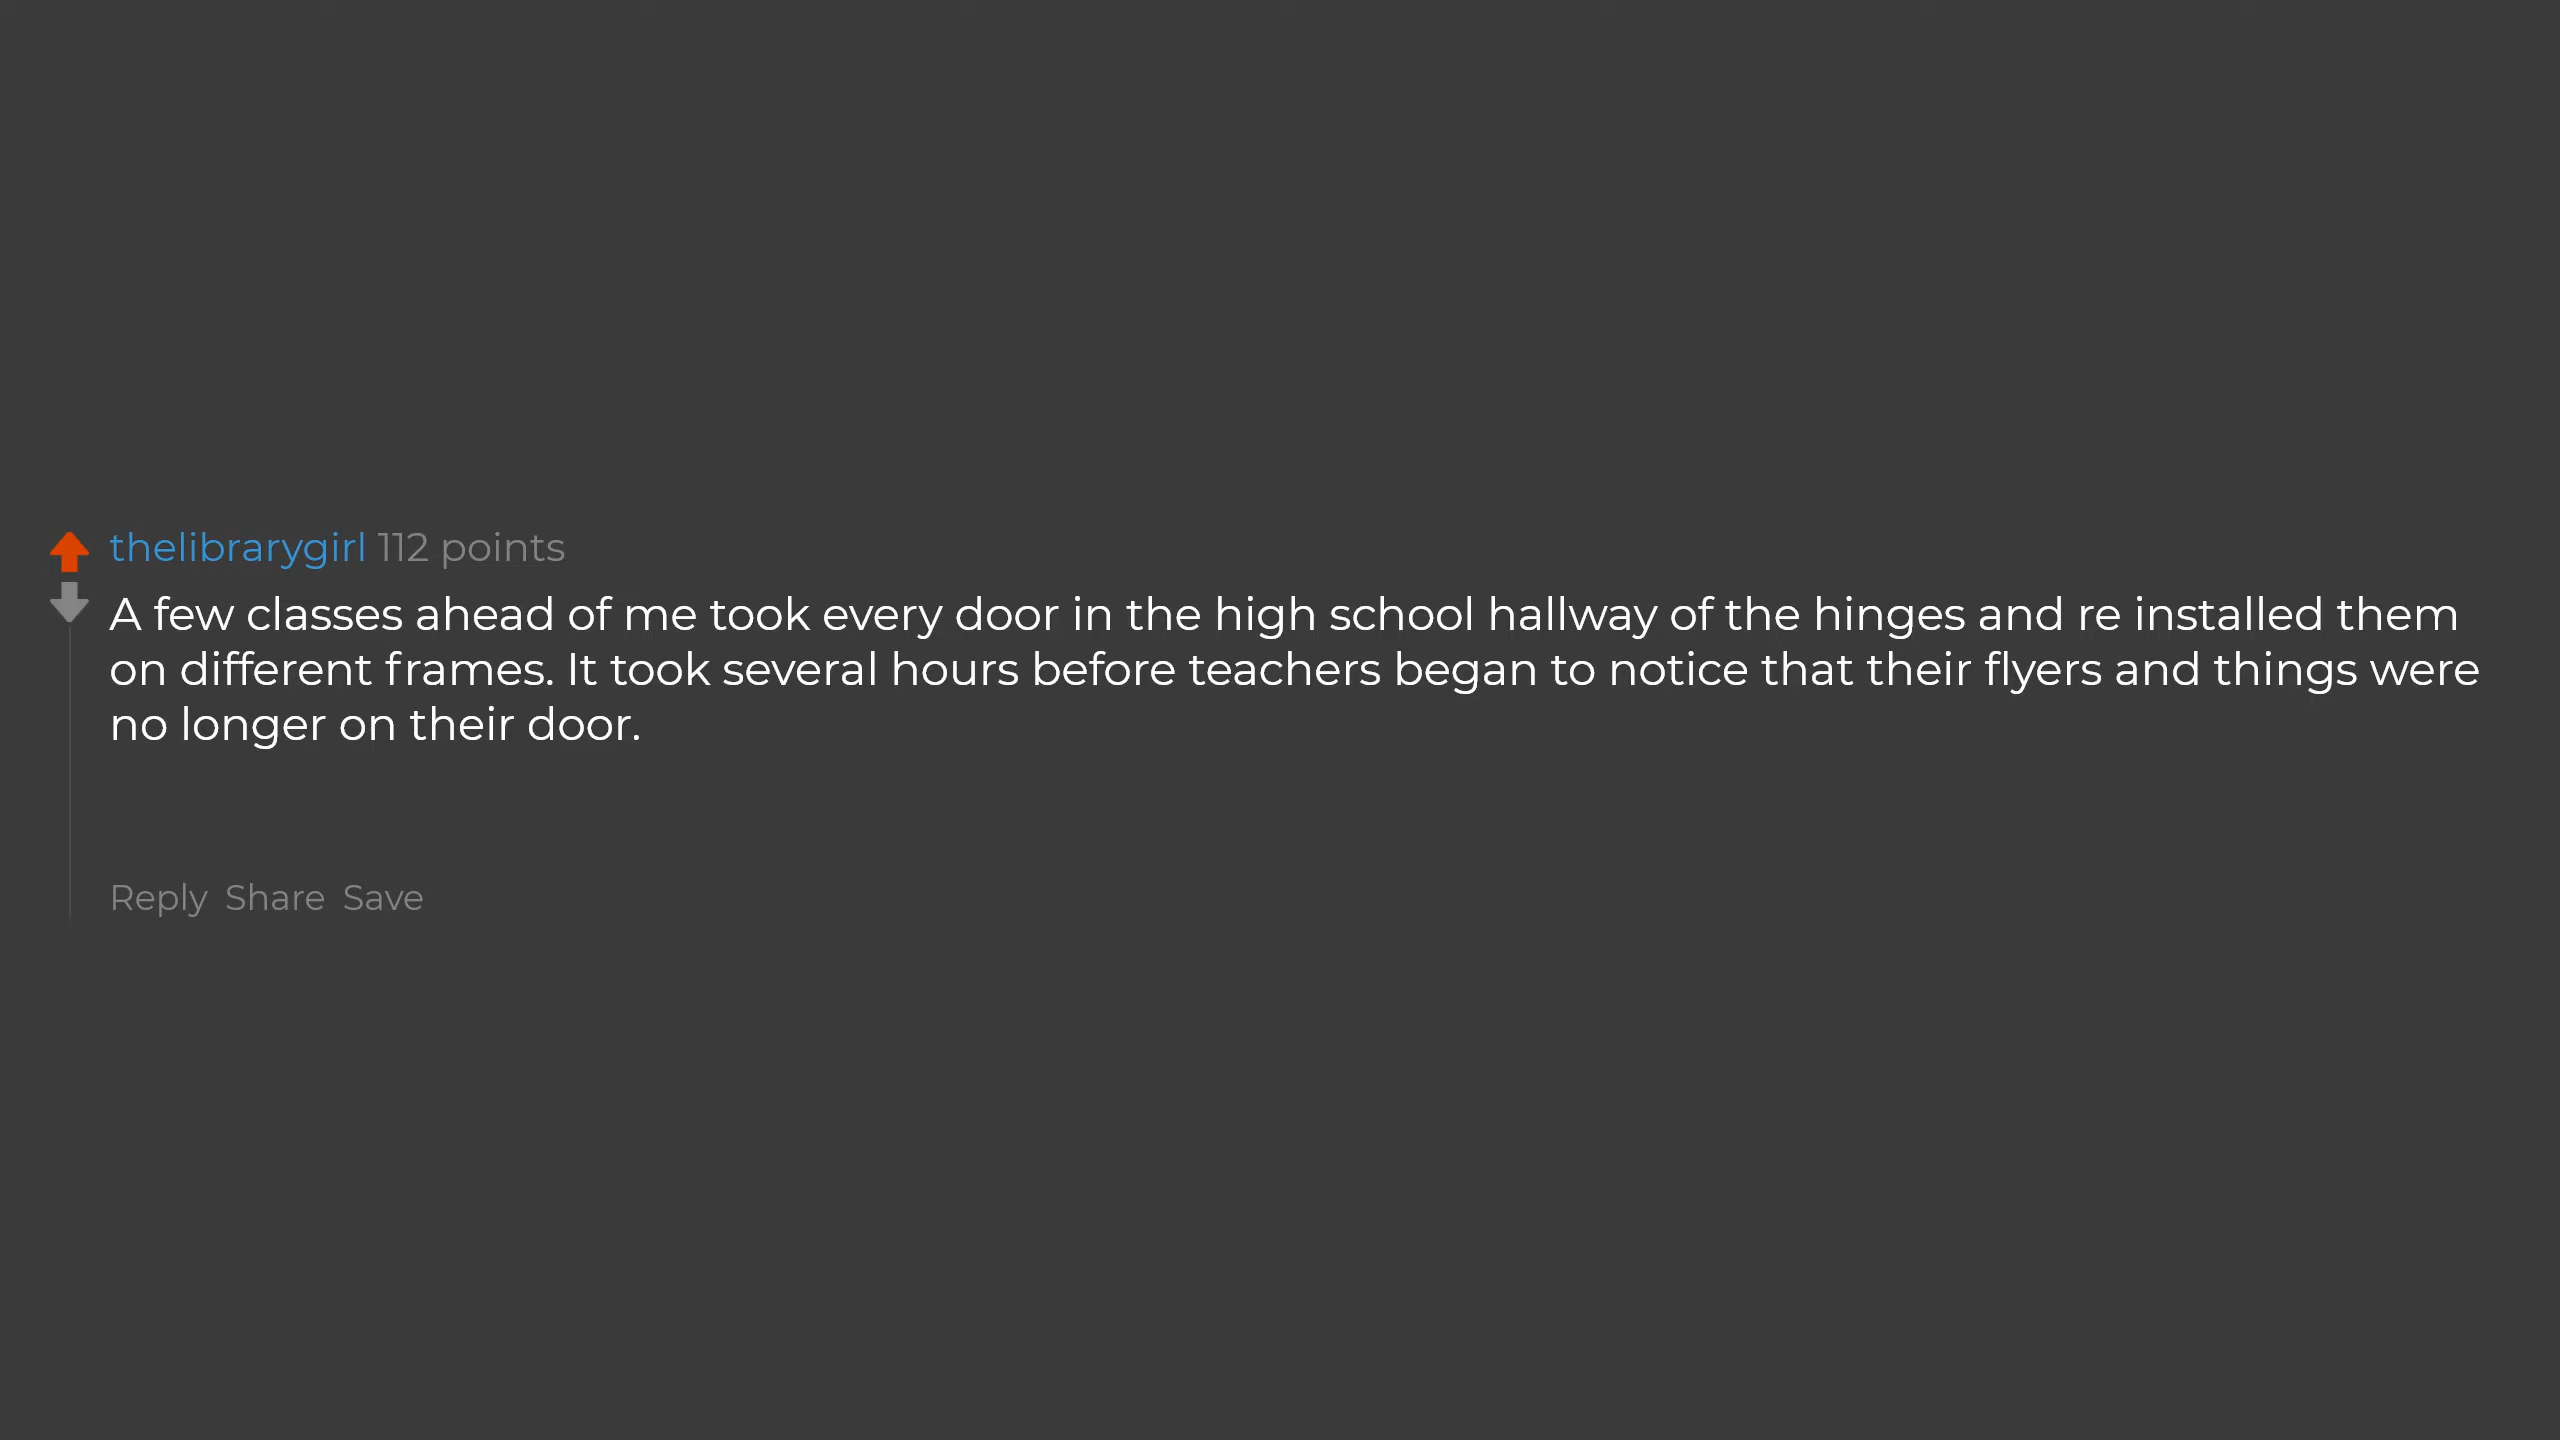 thelibrarygirl 112 points
A few classes ahead of me took every door in the high school hallway of the hinges and re installed them
on different frames. It took several hours before teachers began to notice that their flyers and things were
no longer on their door.
Reply Share Save